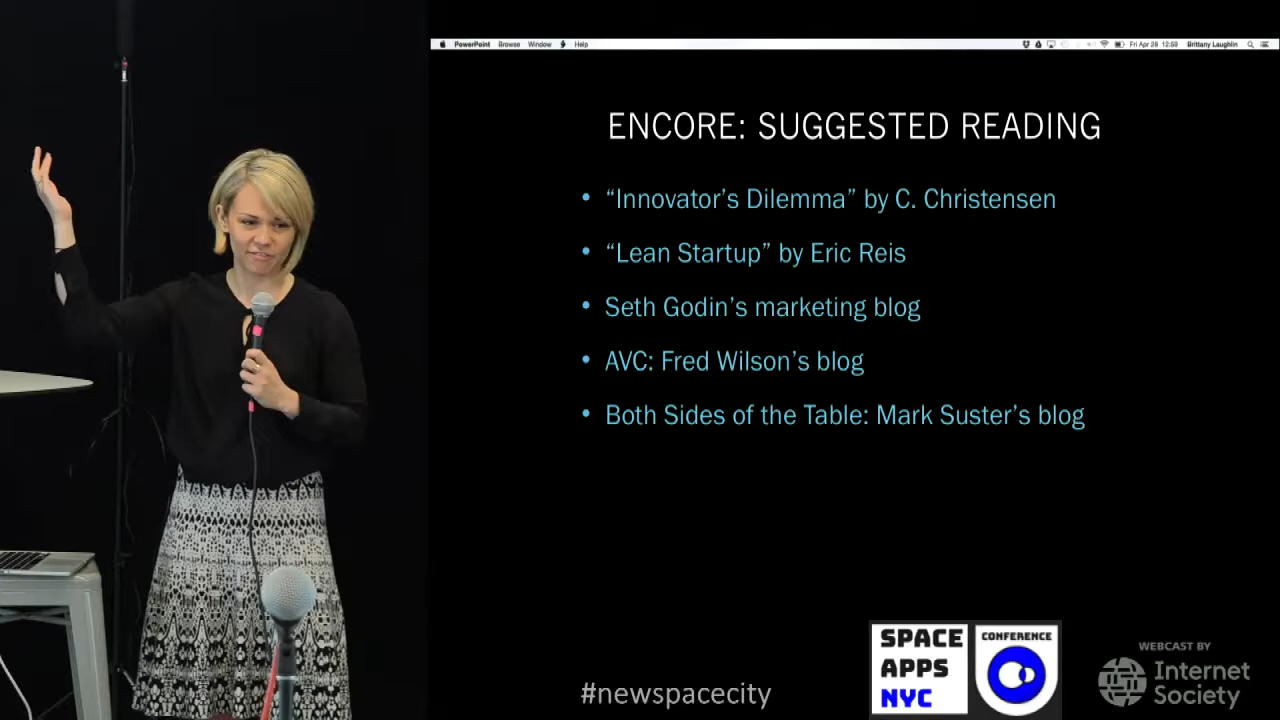 PowerPoint Browse Window Help Fri Apr 28 12:59 Brittany Laughlin
ENCORE: SUGGESTED READING
• “Innovator’s Dilemma” by C. Christensen
• “Lean Startup” by Eric Reis
• Seth Godin’s marketing blog
• AVC: Fred Wilson’s blog
• Both Sides of the Table: Mark Suster’s blog
#newspacecity
SPACE
APPS
NYC
CONFERENCE
WEBCAST BY
Internet
Society